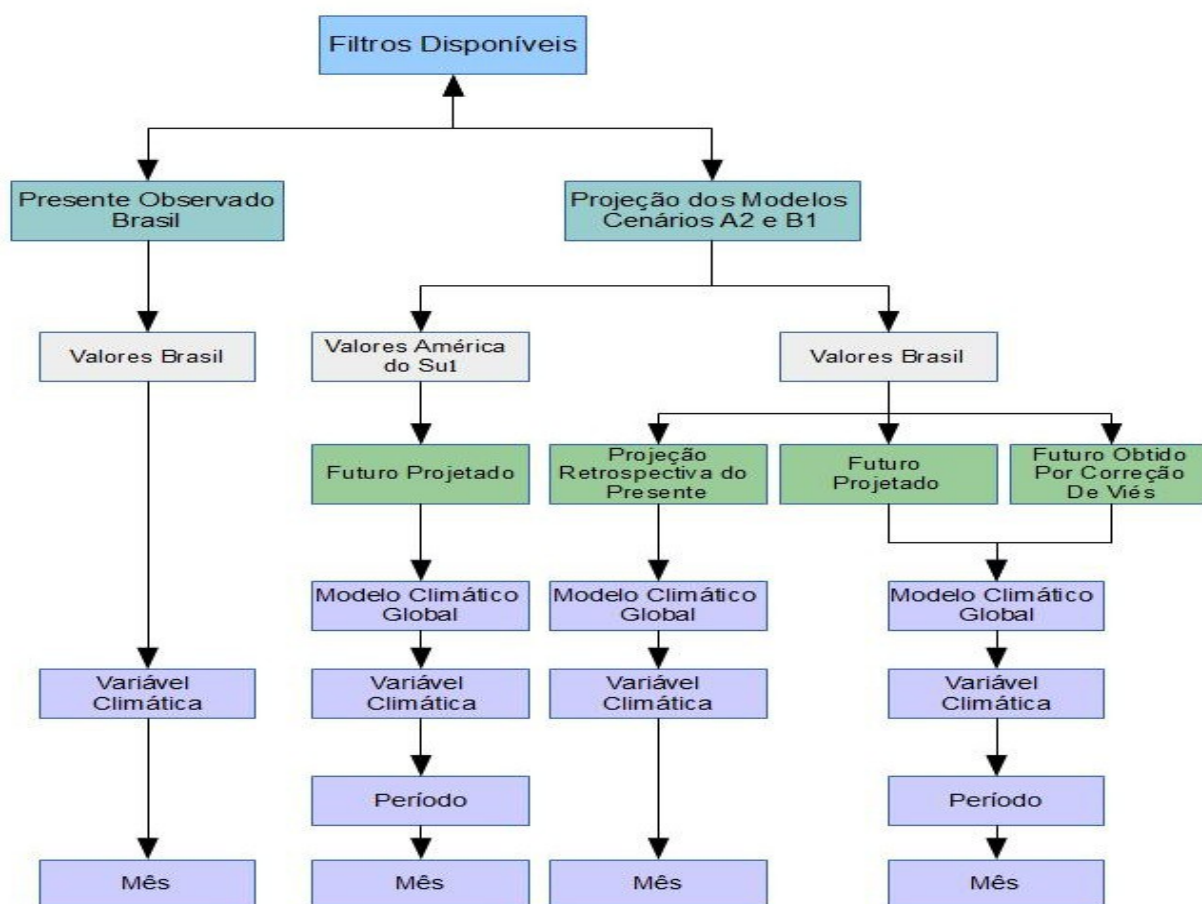 Filtros Disponíveis
Presente Observado
Brasil
Projeção dos Modelos
Cenários A2 e B1
Valores Brasil
Valores América
do Su1
Valores Brasil
Futuro Projetado
Projeção
Retrospectiva do
Presente
Futuro
Projetado
Futuro Obtido
Por Correção
De Viés
Modelo Climático
Global
Modelo Climático
Global
Modelo Climático
Global
Variável
Climática
Variável
Climática
Variável
Climática
Variável
Climática
Período
Período
Mês
Mês
Mês
Mês